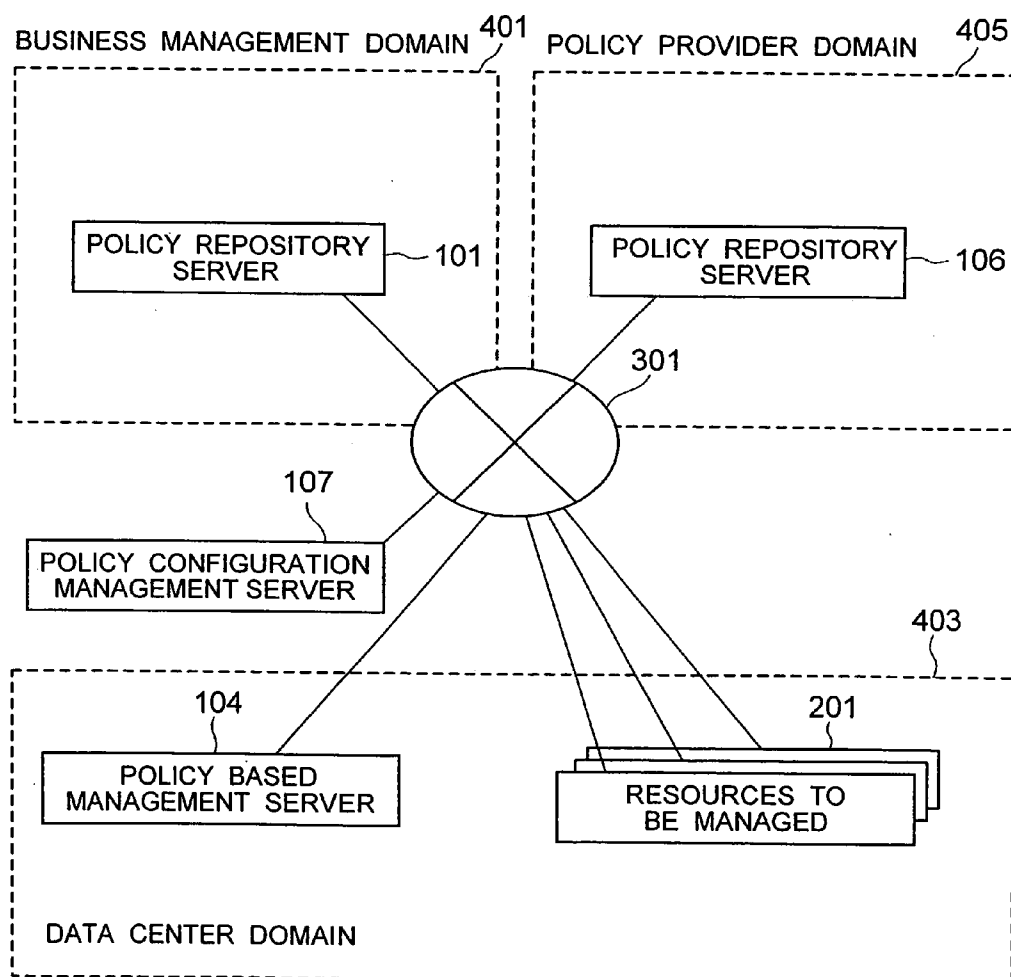 BUSINESS MANAGEMENT DOMAIN
401
POLICY PROVIDER DOMAIN
405
POLICY REPOSITORY
SERVER
101
POLICY REPOSITORY
SERVER
106
301
107
POLICY CONFIGURATION
MANAGEMENT SERVER
403
104
POLICY BASED
MANAGEMENT SERVER
201
RESOURCES TO
BE MANAGED
DATA CENTER DOMAIN